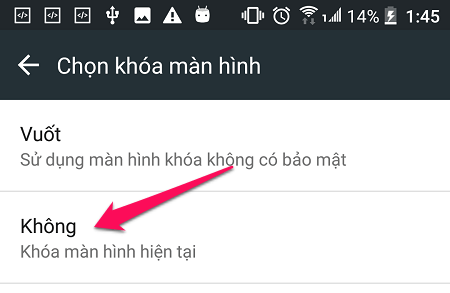 14% 1:45
Chọn khóa màn hình
Vuốt
Sử dụng màn hình khóa không có bảo mật
Không
Khóa màn hình hiện tại